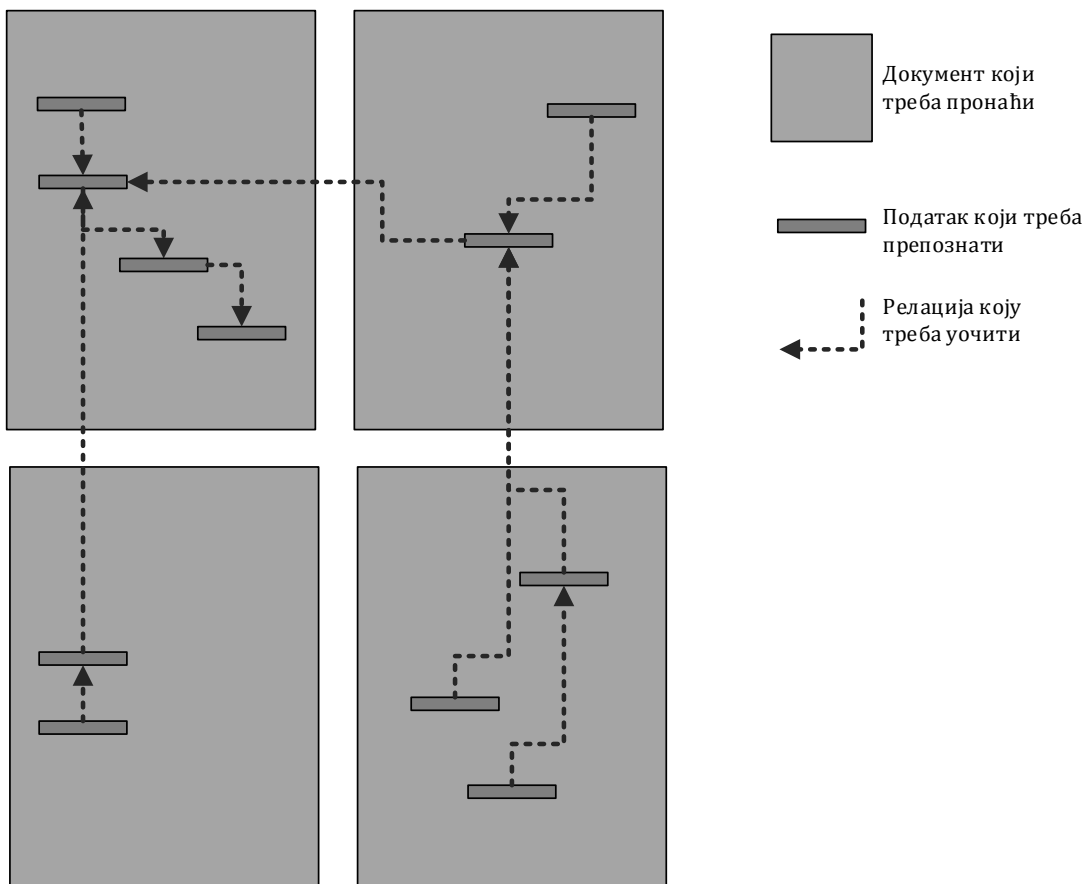 Документ који
треба пронаћи
Податак који треба
препознати
Релација коју
треба уочити